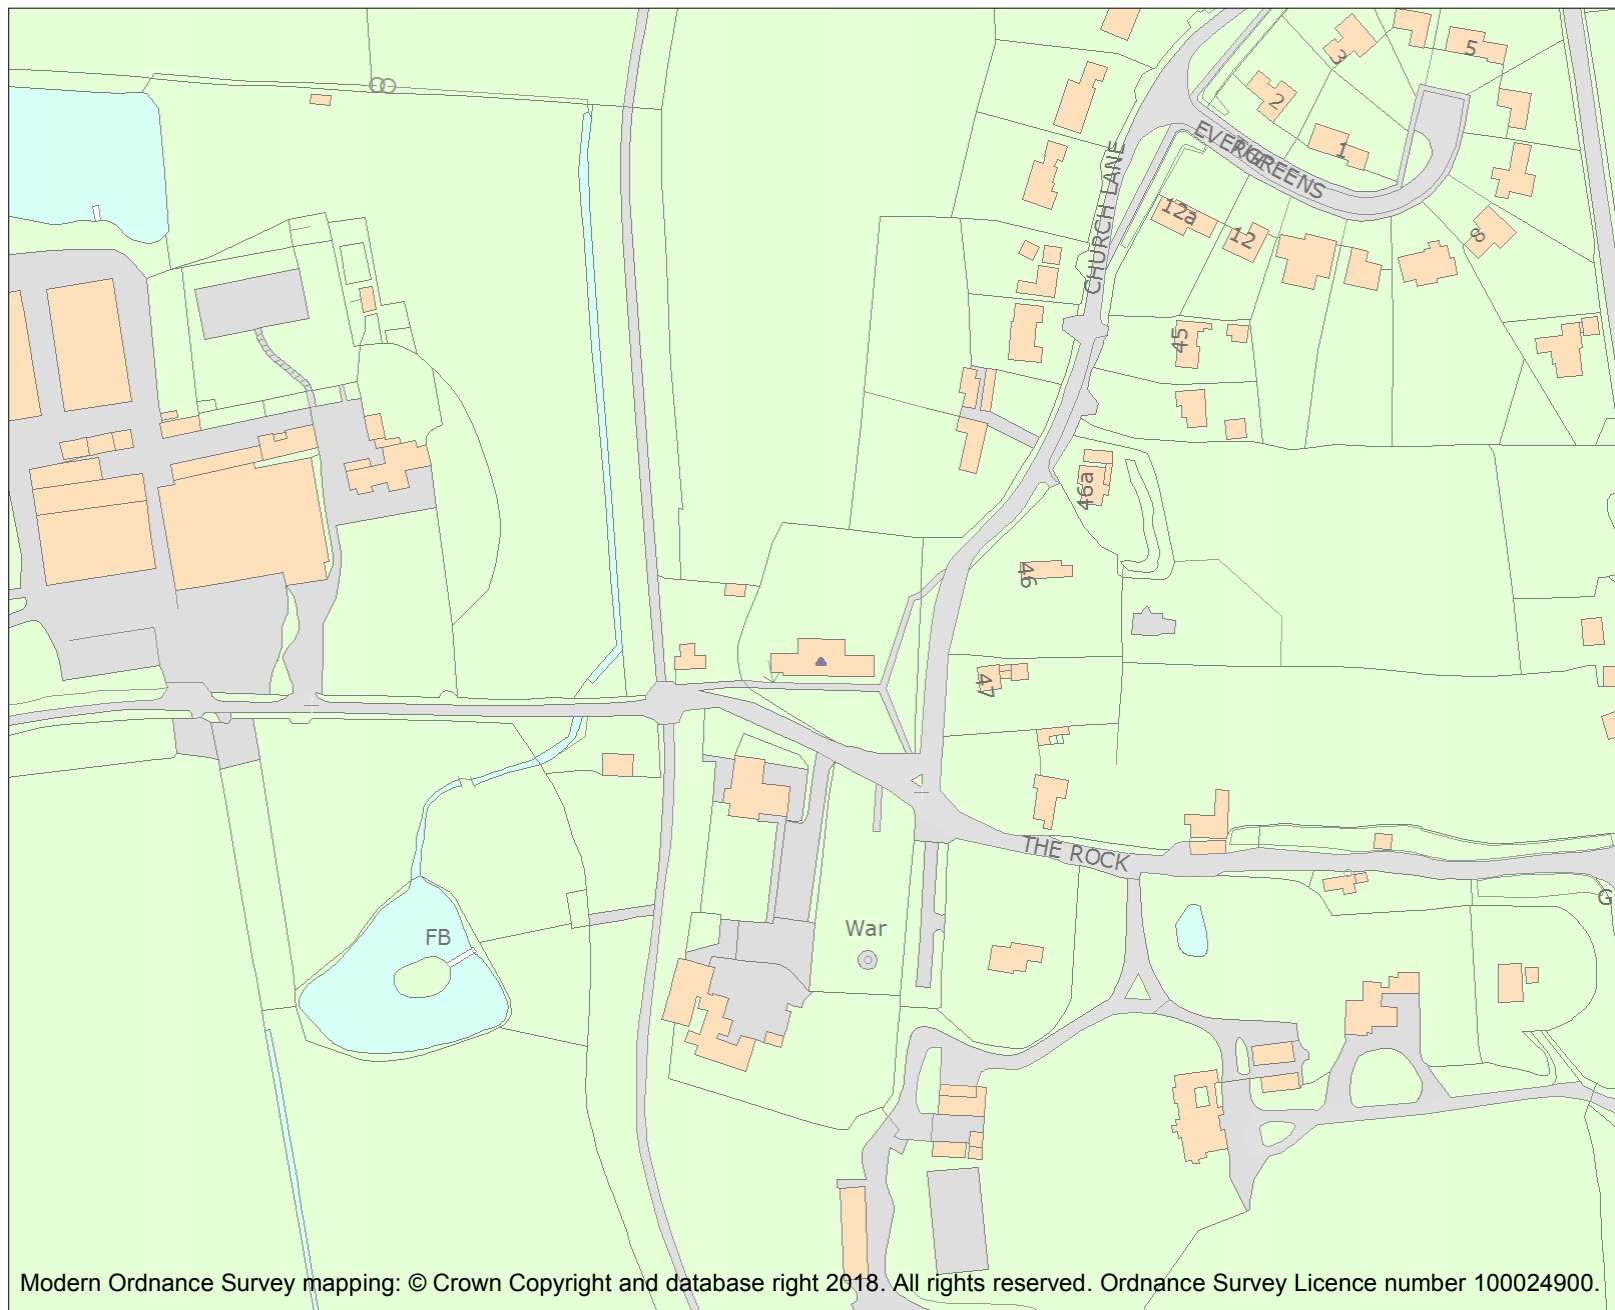 5
3
2
1
EVERGREENS
CHURCH LANE
12a
12
8
45
46a
46
47
THE ROCK
G
War
FB
Modern Ordnance Survey mapping: © Crown Copyright and database right 2018. All rights reserved. Ordnance Survey Licence number 100024900.